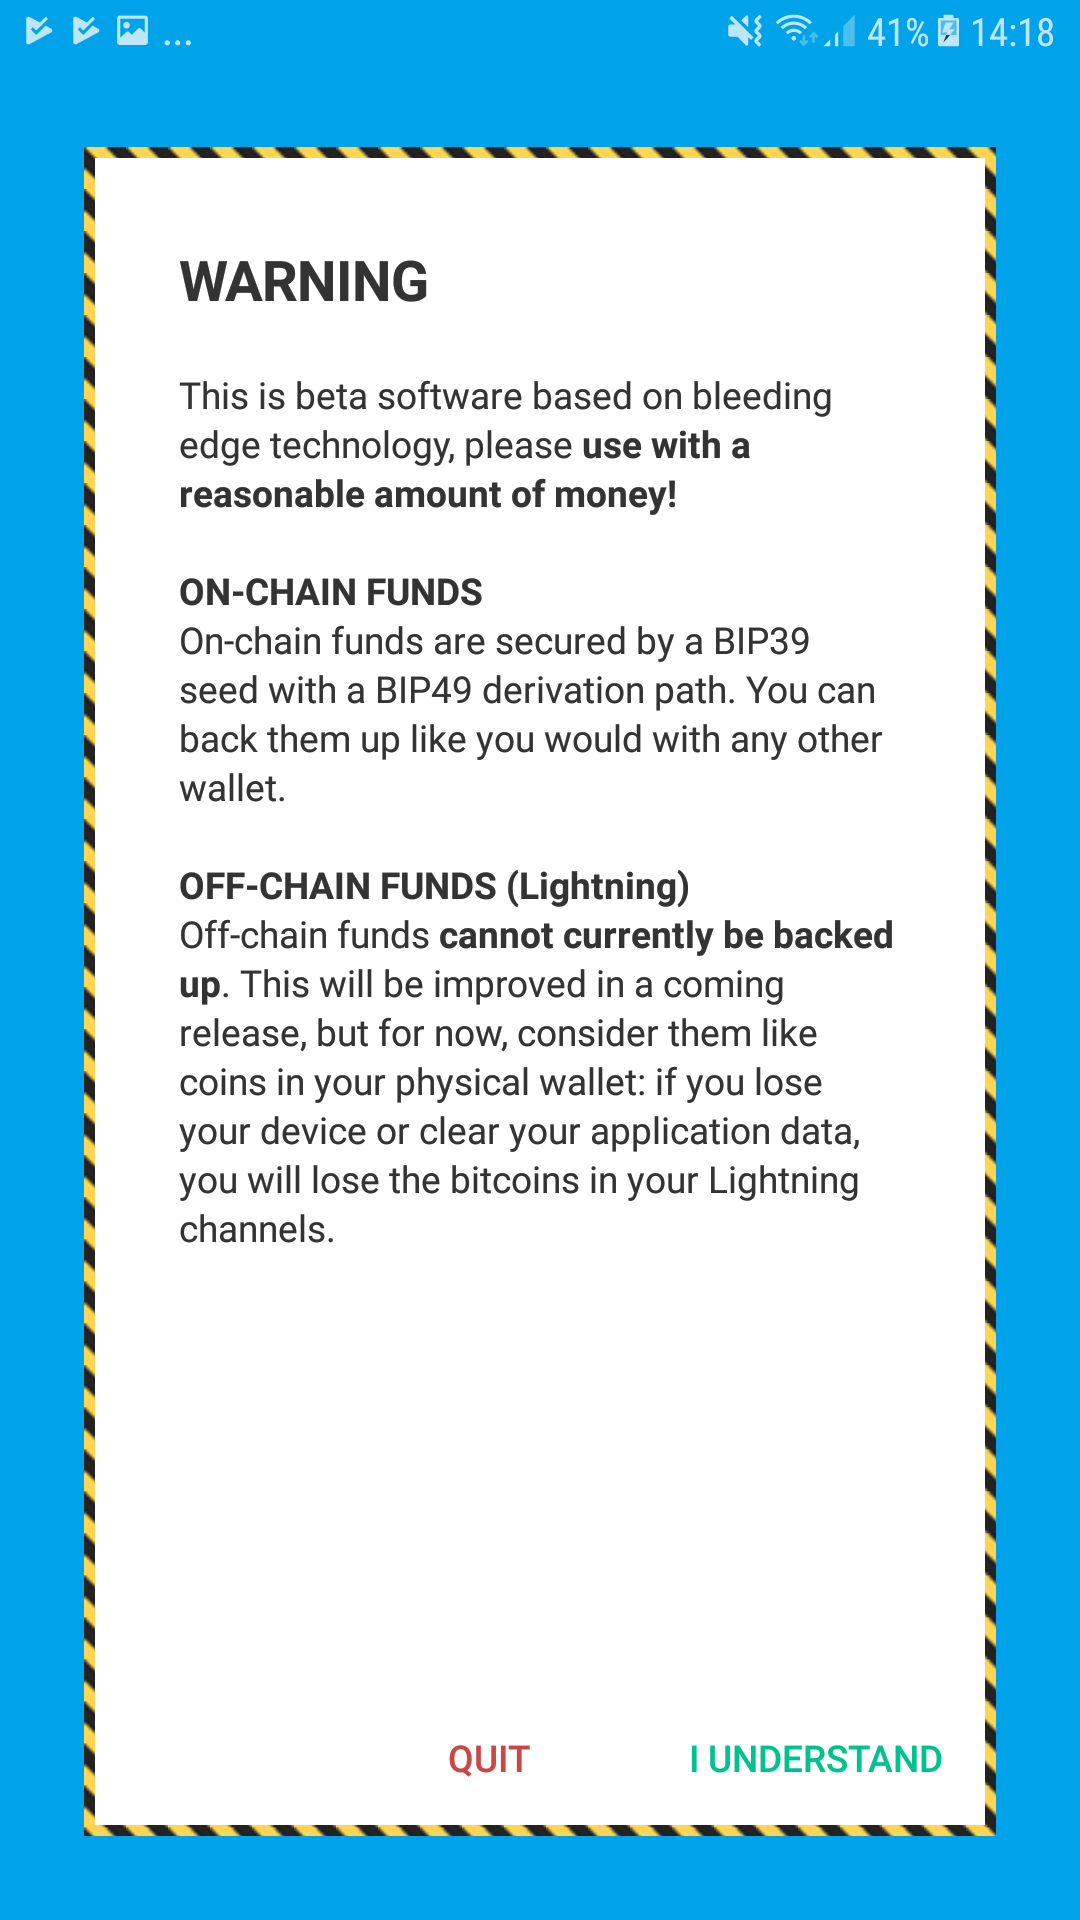 ... 41% 14:18
WARNING
This is beta software based on bleeding
edge technology, please use with a
reasonable amount of money!
ON-CHAIN FUNDS
On-chain funds are secured by a BIP39
seed with a BIP49 derivation path. You can
back them up like you would with any other
wallet.
OFF-CHAIN FUNDS (Lightning)
Off-chain funds cannot currently be backed
up. This will be improved in a coming
release, but for now, consider them like
coins in your physical wallet: if you lose
your device or clear your application data,
you will lose the bitcoins in your Lightning
channels.
QUIT I UNDERSTAND